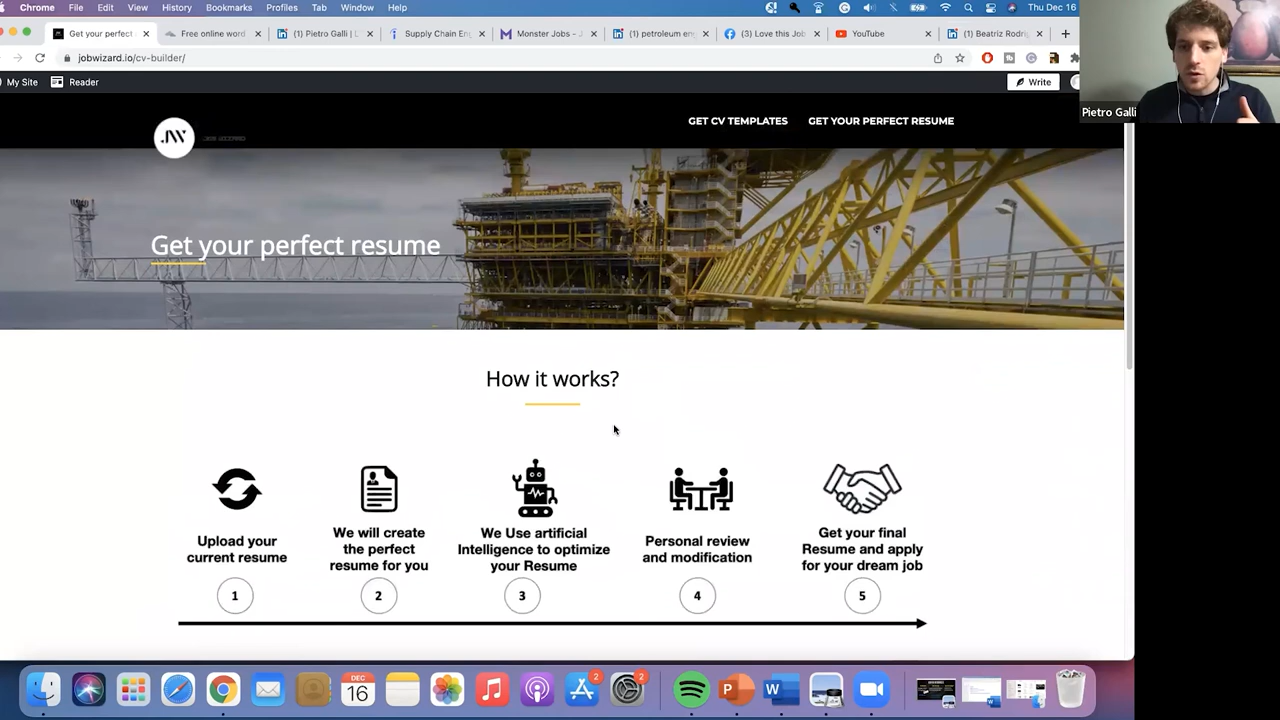 Chrome File Edit View History Bookmarks Profiles Tab Window Help Thu Dec 16
Get your perfect Free online word (1) Pietro Galli | L Supply Chain En Monster Jobs - J petroleum en (3) Love this Job YouTube (1) Beatriz Rodri
jobwizard.io/cv-builder/
My Site Reader Write
Pietro Galli
JW GET CV TEMPLATES GET YOUR PERFECT RESUME
Get your perfect resume
How it works?
Upload your
current resume
1
We will create
the perfect
resume for you
2
We Use artificial
Intelligence to optimize
your Resume
3
Personal review
and modification
4
Get your final
Resume and apply
for your dream job
5
DEC
16
2
2